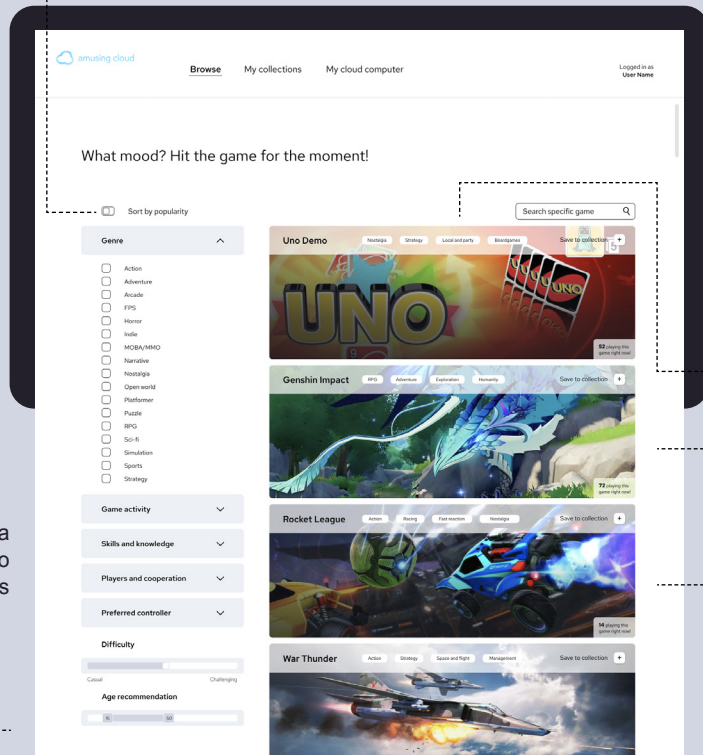 amusing cloud
Browse
My collections
My cloud computer
Logged in as
User Name
What mood? Hit the game for the moment!
Sort by popularity
Search specific game
Genre
Action
Adventure
Arcade
FPS
Horror
Indie
MOBA/MMO
Narrative
Nostalgia
Open world
Platformer
Puzzle
RPG
Sci-fi
Simulation
Sports
Strategy
Game activity
Skills and knowledge
Players and cooperation
Preferred controller
Difficulty
Casual
Challenging
Age recommendation
50
Uno Demo
Nostalgia
Strategy
Local and party
Boardgames
Save to collection +
UNO
UNO
52 playing this
game right now!
Genshin Impact
RPG
Adventure
Exploration
Humanity
Save to collection +
72 playing this
game right now!
Rocket League
Action
Racing
Fast reaction
Nostalgia
Save to collection +
14 playing this
game right now!
War Thunder
Action
Strategy
Space and flight
Management
Save to collection +
a
o
s